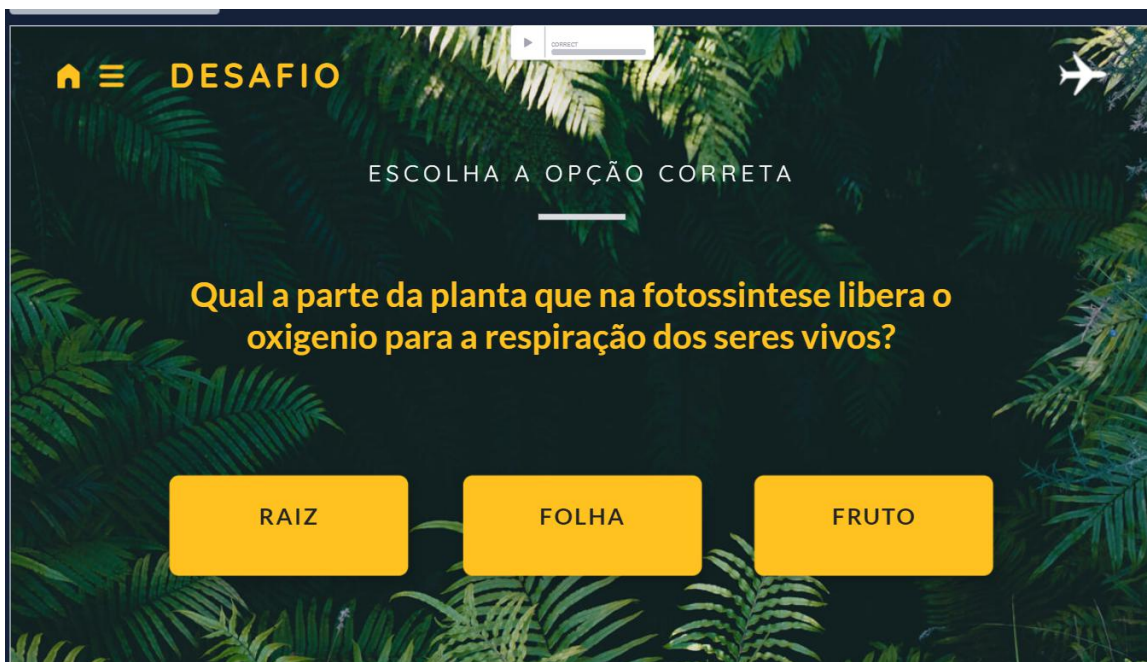 CORRECT
DESAFIO
ESCOLHA A OPÇÃO CORRETA
Qual a parte da planta que na fotossintese libera o
oxigenio para a respiração dos seres vivos?
RAIZ
FOLHA
FRUTO